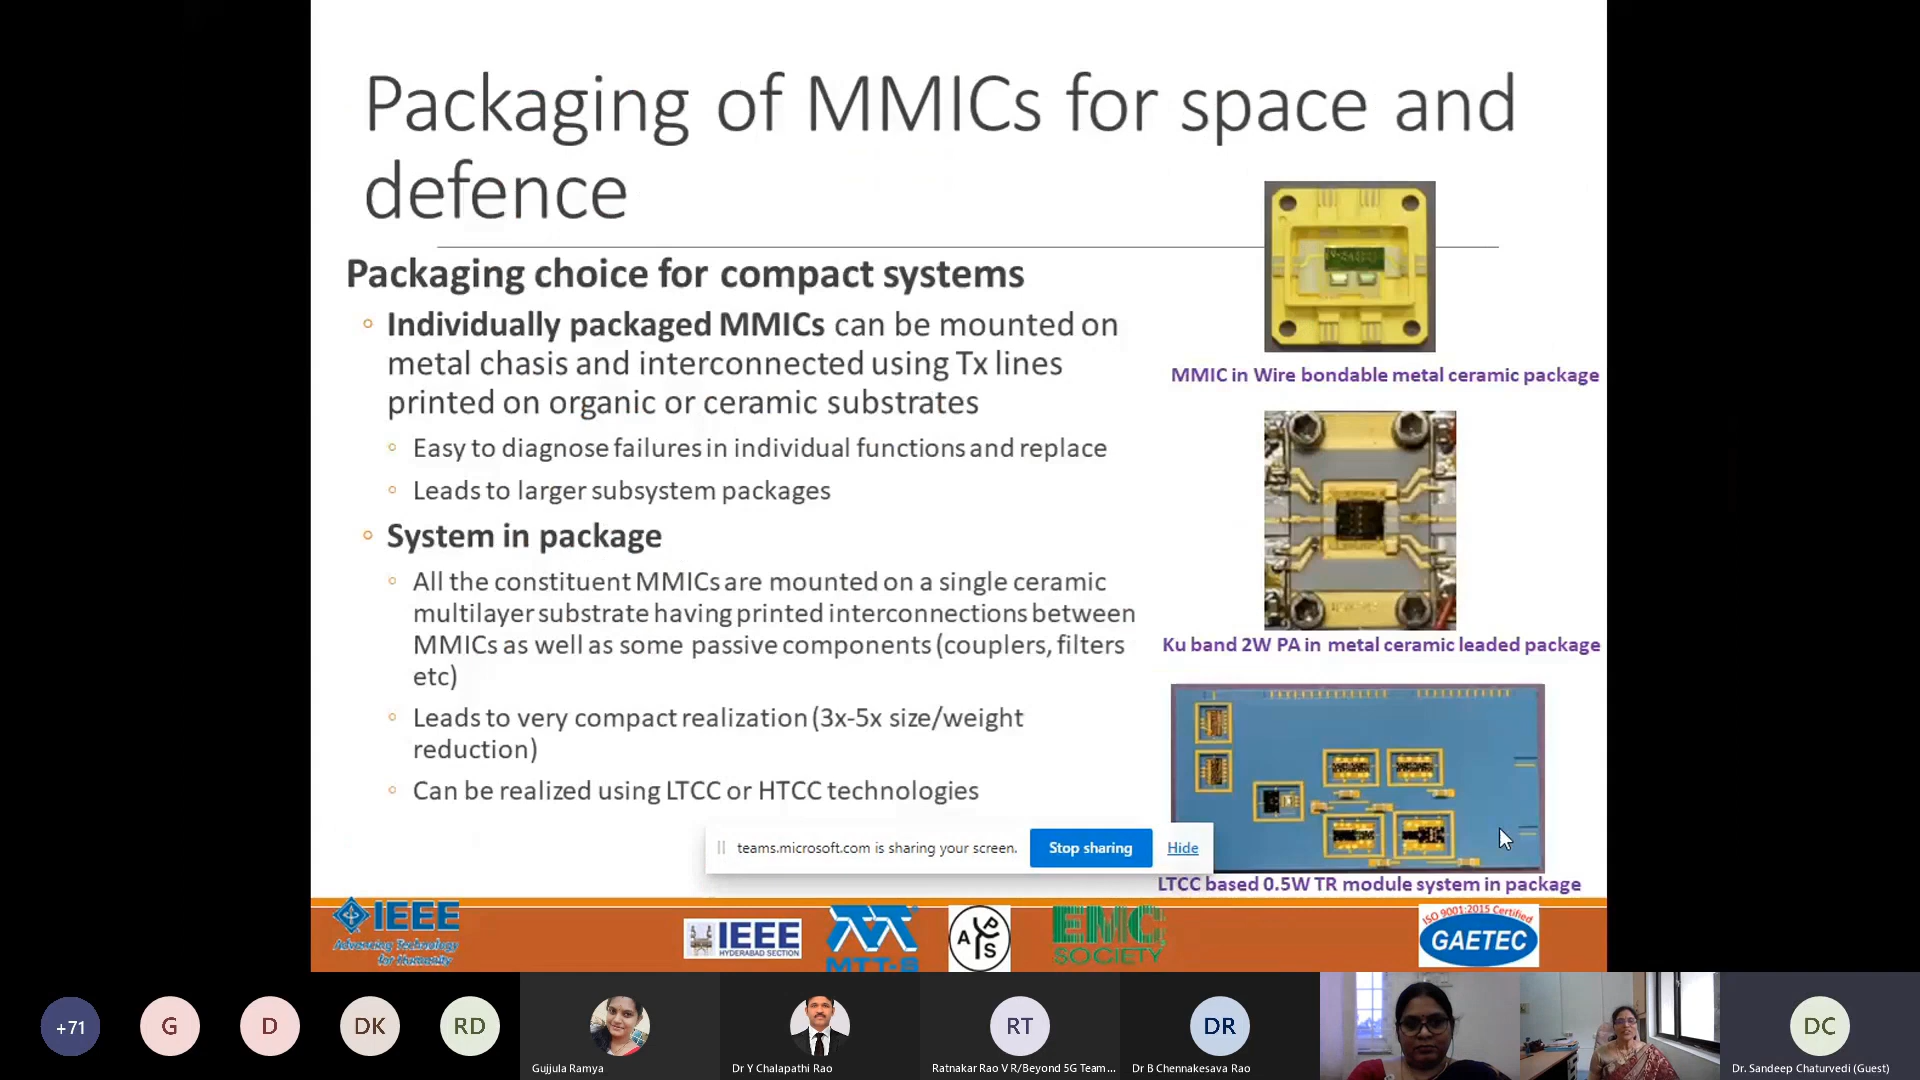 Packaging of MMICs for space and
defence
Packaging choice for compact systems
Individually packaged MMICs can be mounted on
metal chasis and interconnected using Tx lines
printed on organic or ceramic substrates
Easy to diagnose failures in individual functions and replace
Leads to larger subsystem packages
System in package
All the constituent MMICs are mounted on a single ceramic
multilayer substrate having printed interconnections between
MMICs as well as some passive components (couplers, filters
etc)
Leads to very compact realization (3x-5x size/weight
reduction)
Can be realized using LTCC or HTCC technologies
MMIC in Wire bondable metal ceramic package
Ku band 2W PA in metal ceramic leaded package
LTCC based 0.5W TR module system in package
teams.microsoft.com is sharing your screen.
Stop sharing
Hide
IEEE
Advancing Technology
for Humanity
IEEE
HYDERABAD SECTION
MTT-S
APS
EMC
SOCIETY
ISO 9001:2015 Certified
GAETEC
+71
G
D
DK
RD
Gujjula Ramya
Dr Y Chalapathi Rao
RT
Ratnakar Rao V R/Beyond 5G Team...
DR
Dr B Chennakesava Rao
DC
Dr. Sandeep Chaturvedi (Guest)